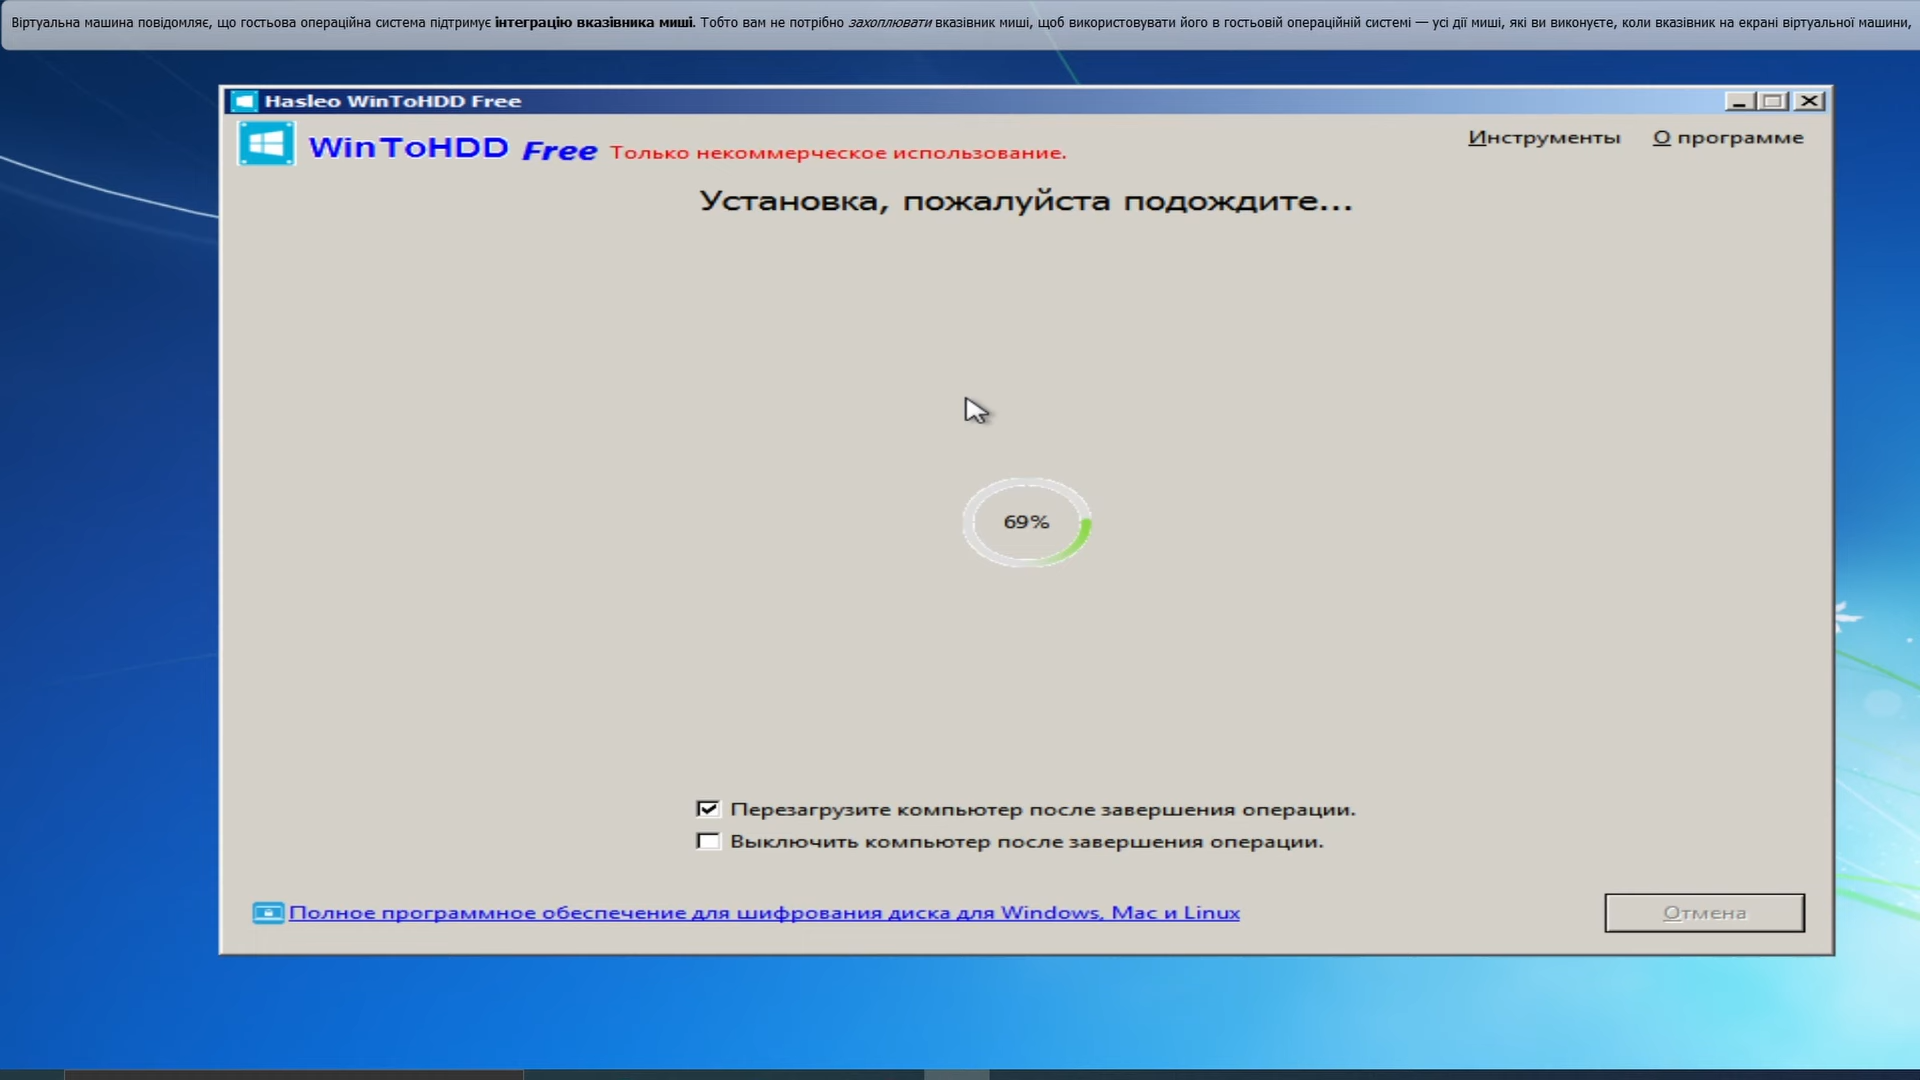 Віртуальна машина повідомляє, що гостьова операційна система підтримує інтеграцію вказівника миші. Тобто вам не потрібно захоплювати вказівник миші, щоб використовувати його в гостьовій операційній системі — усі дії миші, які ви виконуєте, коли вказівник на екрані віртуальної машини,
Hasleo WinToHDD Free
WinToHDD Free Только некоммерческое использование.
Инструменты О программе
Установка, пожалуйста подождите...
69%
Перезагрузите компьютер после завершения операции.
Выключить компьютер после завершения операции.
Полное программное обеспечение для шифрования диска для Windows, Mac и Linux
Отмена